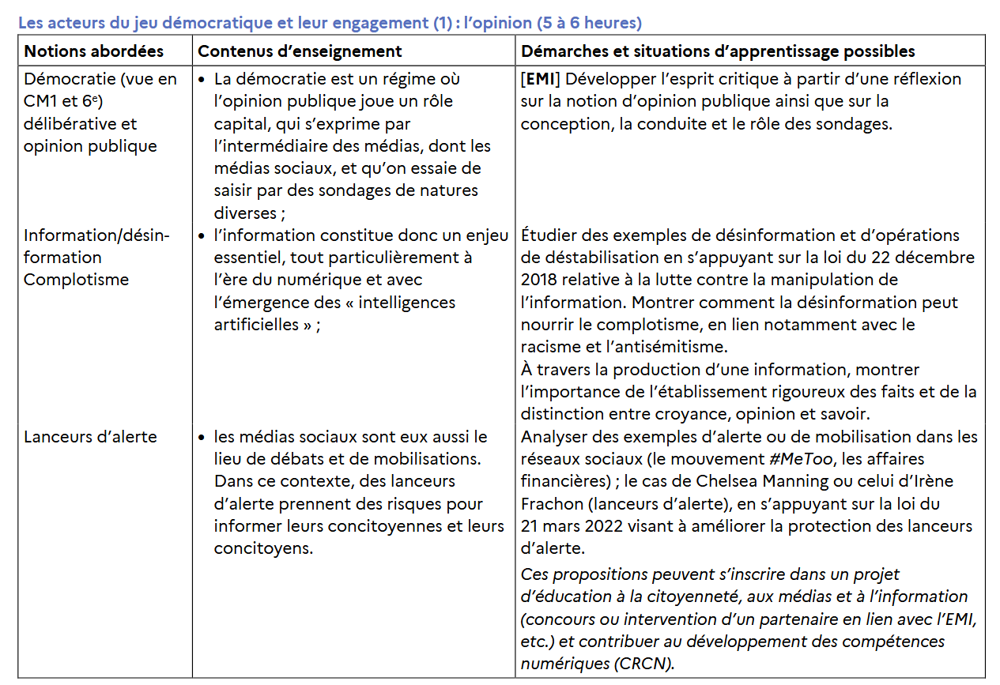 Les acteurs du jeu démocratique et leur engagement (1) : l’opinion (5 à 6 heures)
Notions abordées
Contenus d’enseignement
Démarches et situations d’apprentissage possibles
Démocratie (vue en
CM1 et 6ᵉ)
délibérative et
opinion publique
• La démocratie est un régime où
l’opinion publique joue un rôle
capital, qui s’exprime par
l’intermédiaire des médias, dont les
médias sociaux, et qu’on essaie de
saisir par des sondages de natures
diverses ;
[EMI] Développer l’esprit critique à partir d’une réflexion
sur la notion d’opinion publique ainsi que sur la
conception, la conduite et le rôle des sondages.
Information/désin-
formation
Complotisme
• l’information constitue donc un enjeu
essentiel, tout particulièrement à
l’ère du numérique et avec
l’émergence des « intelligences
artificielles » ;
Étudier des exemples de désinformation et d’opérations
de déstabilisation en s’appuyant sur la loi du 22 décembre
2018 relative à la lutte contre la manipulation de
l’information. Montrer comment la désinformation peut
nourrir le complotisme, en lien notamment avec le
racisme et l’antisémitisme.
À travers la production d’une information, montrer
l’importance de l’établissement rigoureux des faits et de la
distinction entre croyance, opinion et savoir.
Lanceurs d’alerte
• les médias sociaux sont eux aussi le
lieu de débats et de mobilisations.
Dans ce contexte, des lanceurs
d’alerte prennent des risques pour
informer leurs concitoyennes et leurs
concitoyens.
Analyser des exemples d’alerte ou de mobilisation dans les
réseaux sociaux (le mouvement #MeToo, les affaires
financières) ; le cas de Chelsea Manning ou celui d’Irène
Frachon (lanceurs d’alerte), en s’appuyant sur la loi du
21 mars 2022 visant à améliorer la protection des lanceurs
d’alerte.
Ces propositions peuvent s’inscrire dans un projet
d’éducation à la citoyenneté, aux médias et à l’information
(concours ou intervention d’un partenaire en lien avec l’EMI,
etc.) et contribuer au développement des compétences
numériques (CRCN).